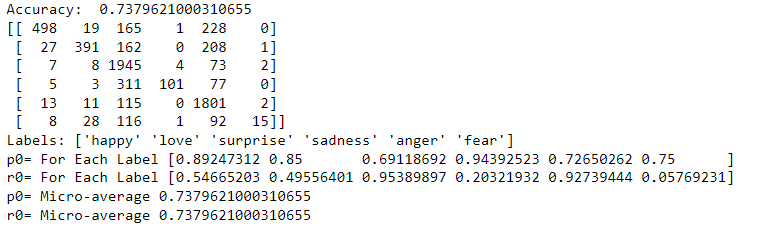 Accuracy:  0.7379621000310655
[[ 498   19  165    1  228    0]
 [  27  391  162    0  208    1]
 [   7    8 1945    4   73    2]
 [   5    3  311  101   77    0]
 [  13   11  115    0 1801    2]
 [   8   28  116    1   92   15]]
Labels: ['happy' 'love' 'surprise' 'sadness' 'anger' 'fear']
p0= For Each Label [0.89247312 0.85       0.69118692 0.94392523 0.72650262 0.75      ]
r0= For Each Label [0.54665203 0.49556401 0.95389897 0.20321932 0.92739444 0.05769231]
p0= Micro-average 0.7379621000310655
r0= Micro-average 0.7379621000310655